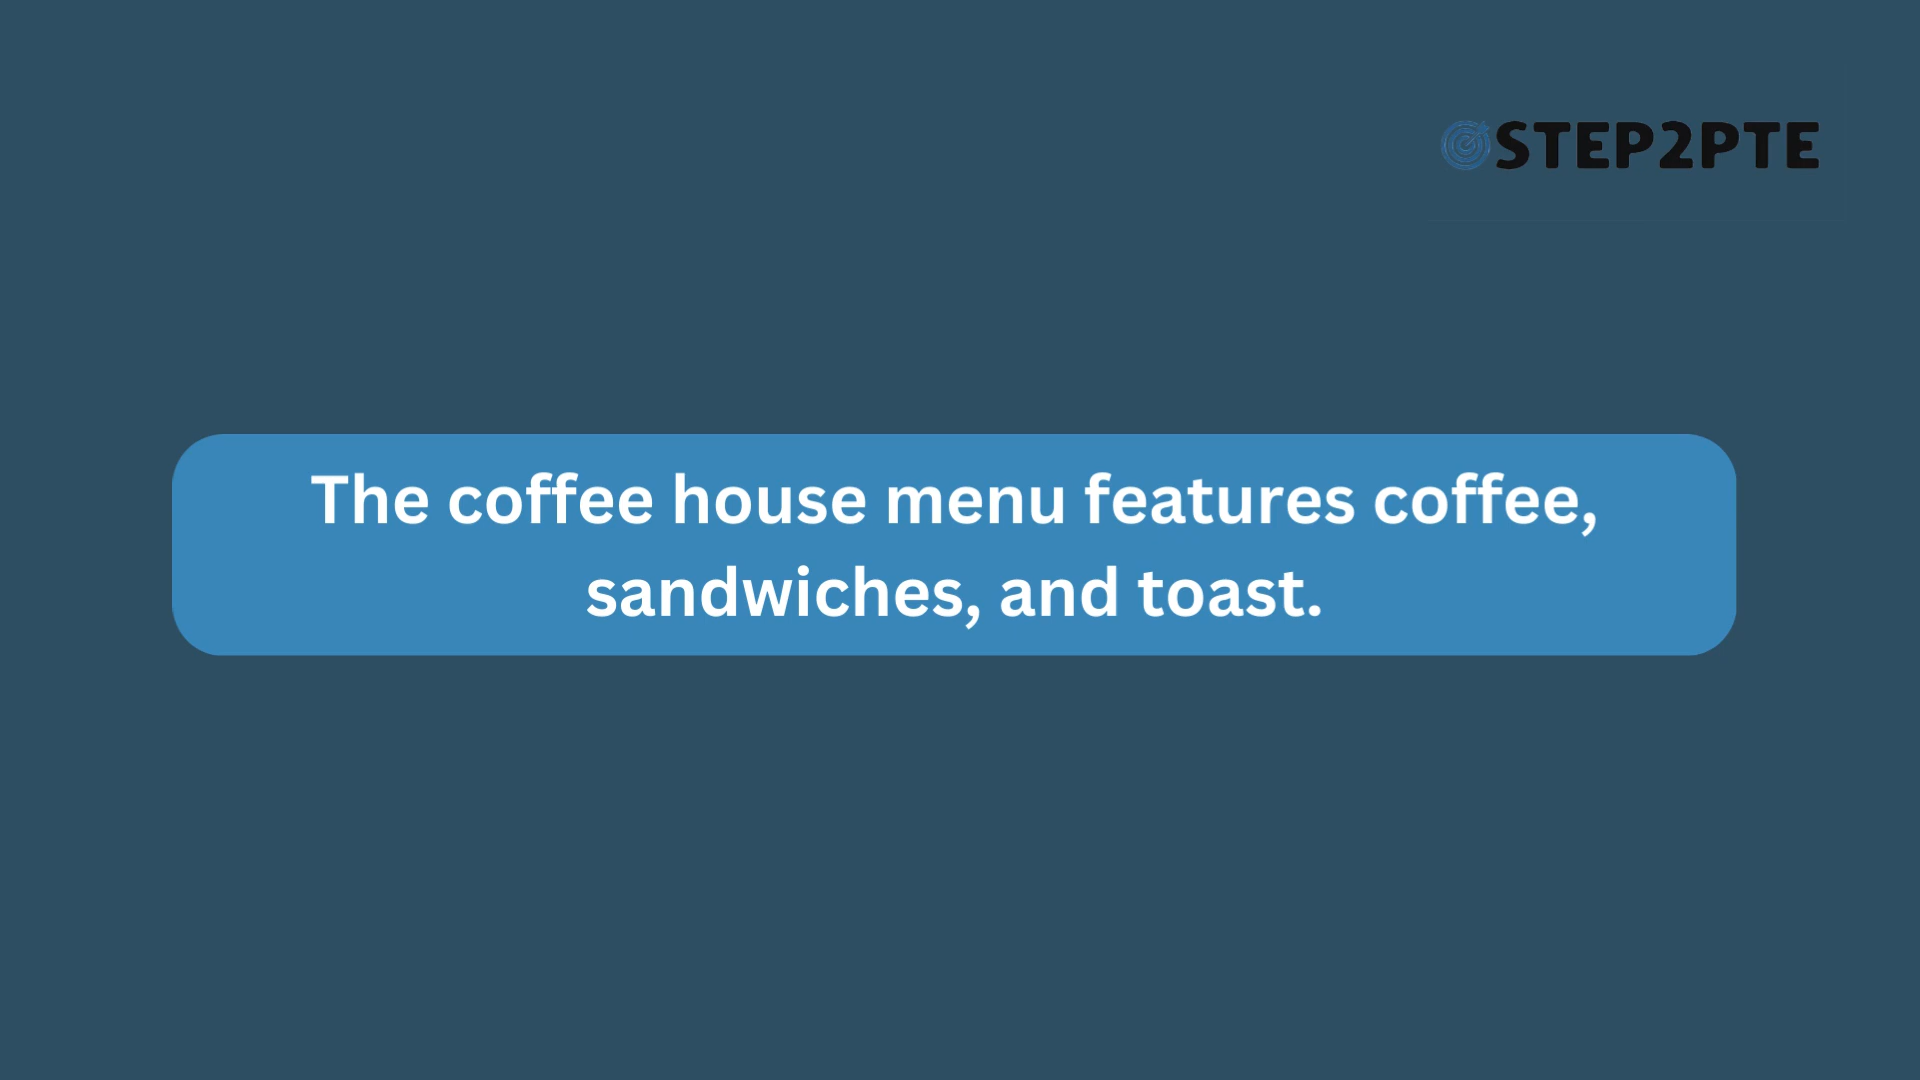 STEP2PTE
The coffee house menu features coffee,
sandwiches, and toast.